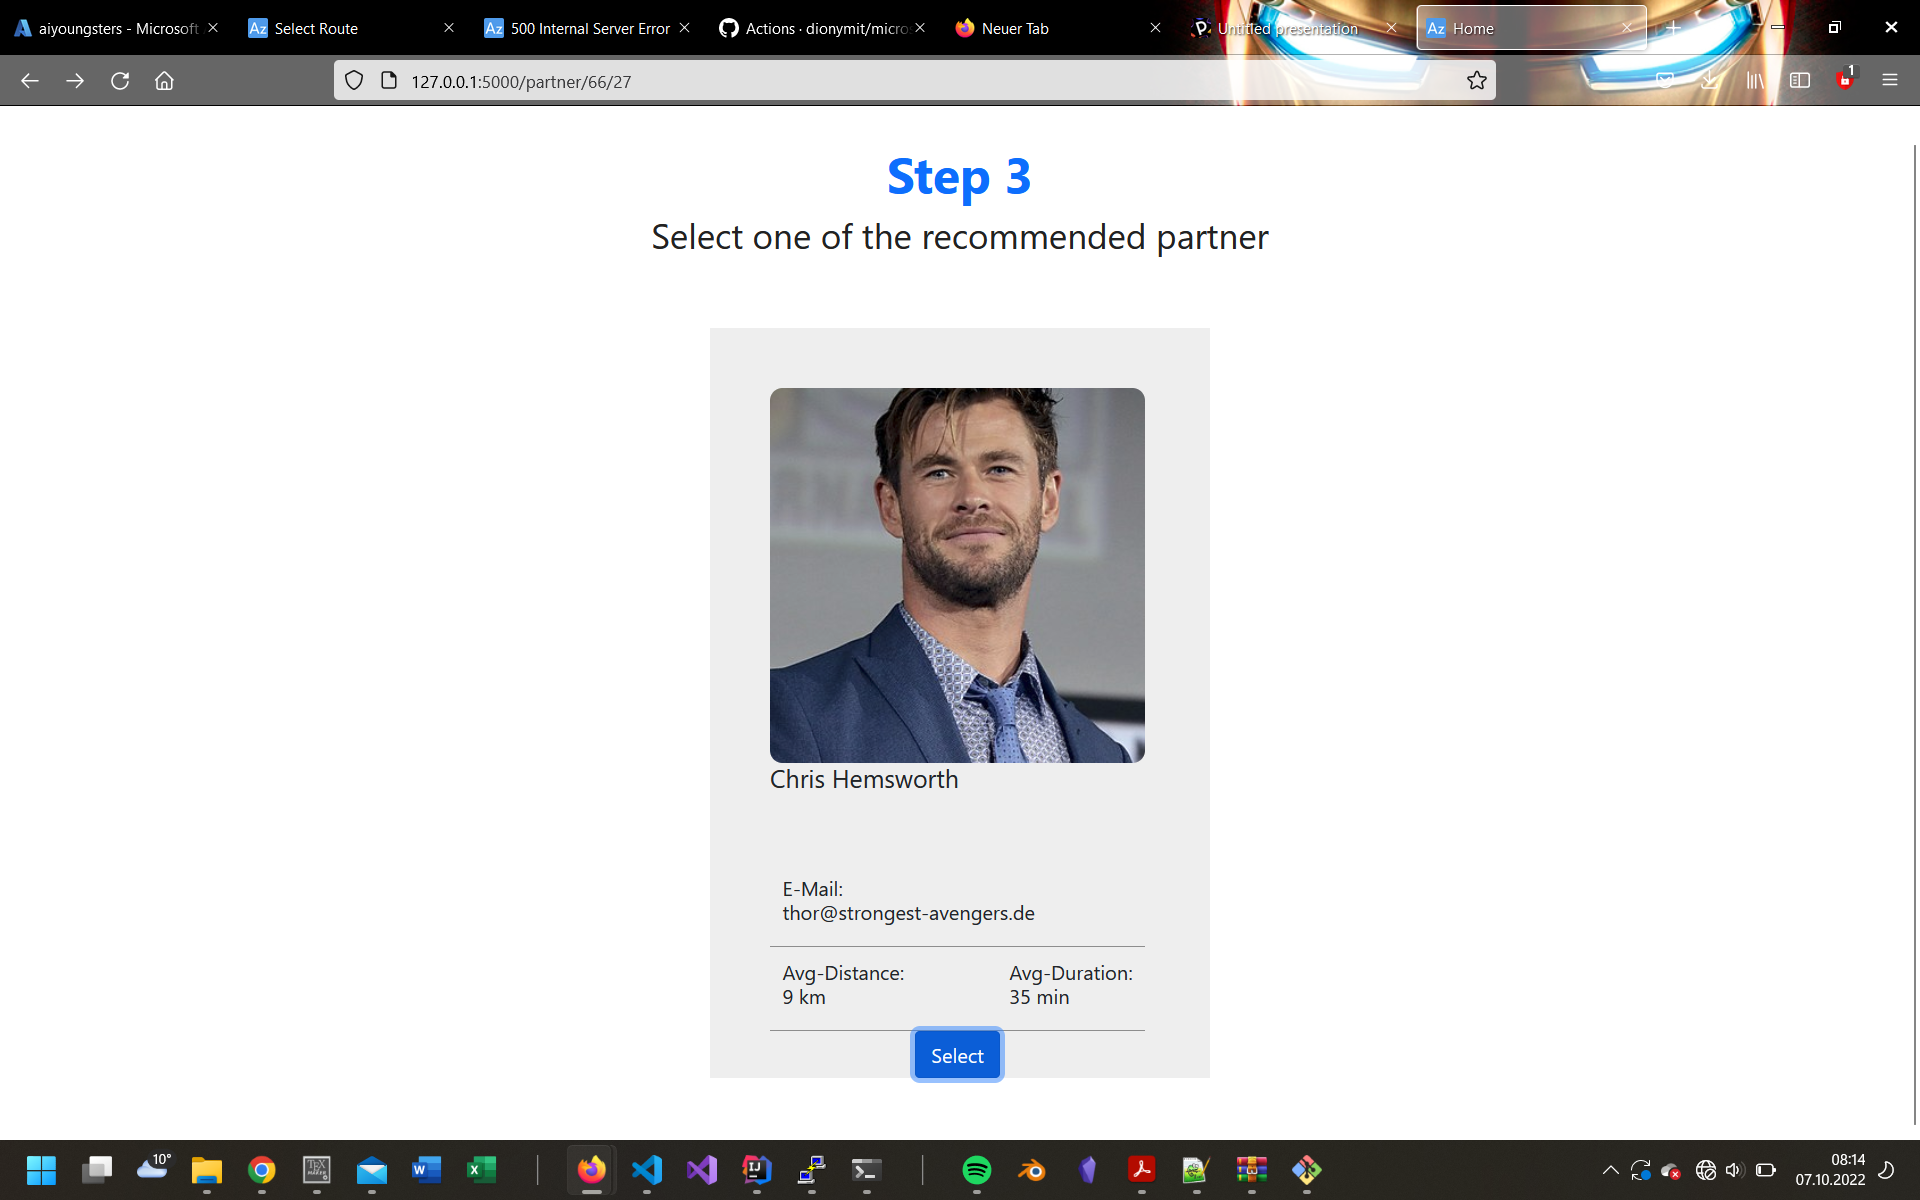 aiyoungsters - Microsoft
Select Route
500 Internal Server Error
Actions · dionymit/micros
Neuer Tab
Untitled presentation
Home
127.0.0.1:5000/partner/66/27
1
Step 3
Select one of the recommended partner
Chris Hemsworth
E-Mail:
thor@strongest-avengers.de
Avg-Distance:
9 km
Avg-Duration:
35 min
Select
10°
08:14
07.10.2022